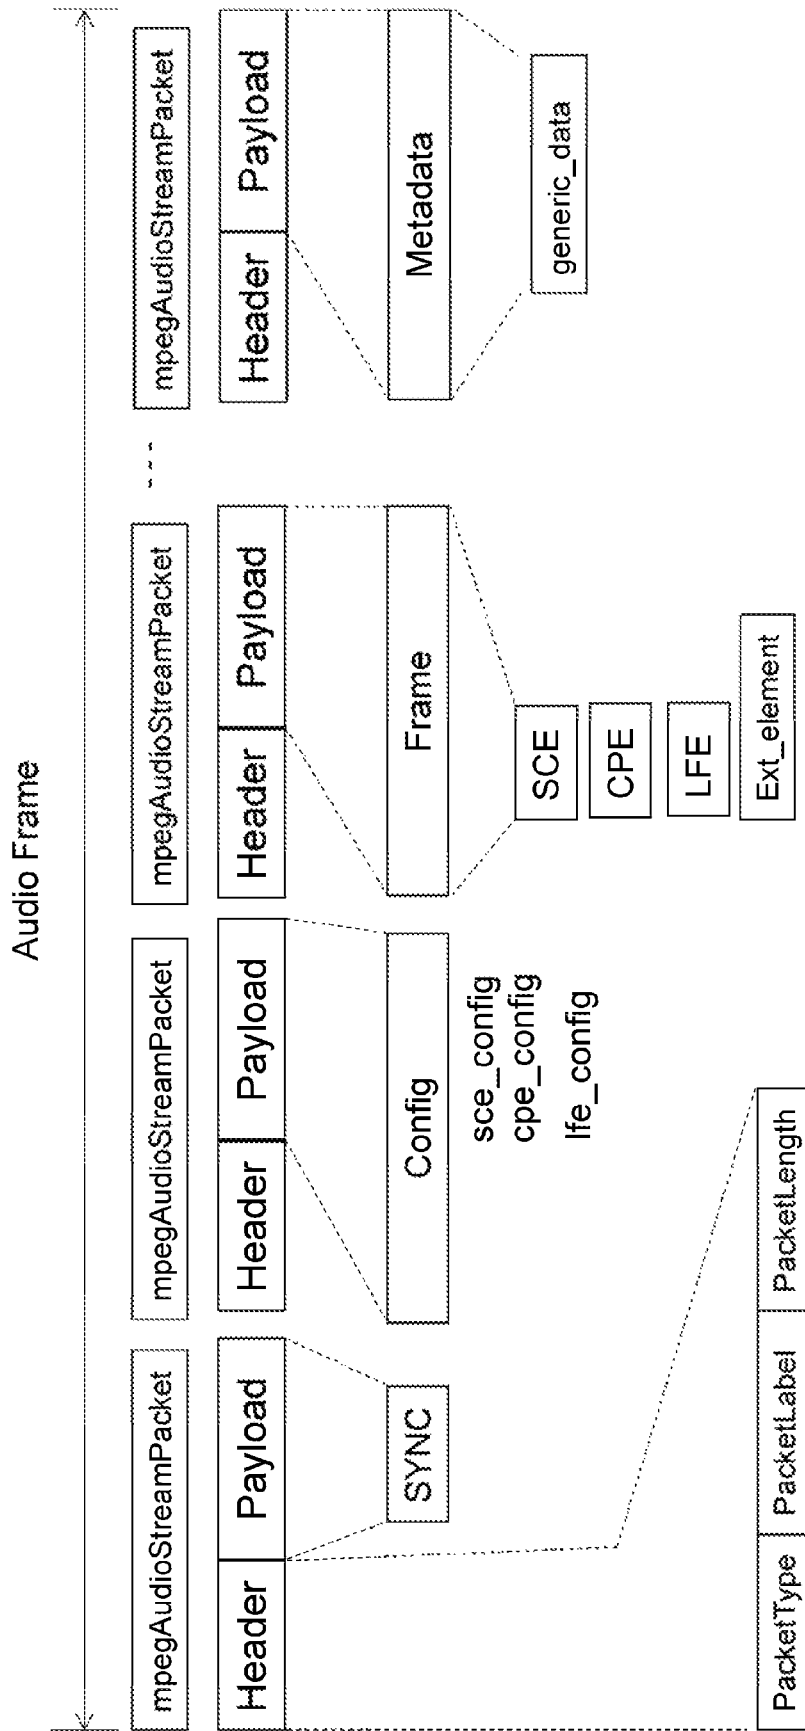 Audio Frame
mpegAudioStreamPacket
mpegAudioStreamPacket
mpegAudioStreamPacket
- - -
mpegAudioStreamPacket
Header
Payload
Header
Payload
Header
Payload
Header
Payload
SYNC
Config
Frame
Metadata
sce_config
cpe_config
lfe_config
SCE
CPE
LFE
Ext_element
generic_data
PacketType
PacketLabel
PacketLength